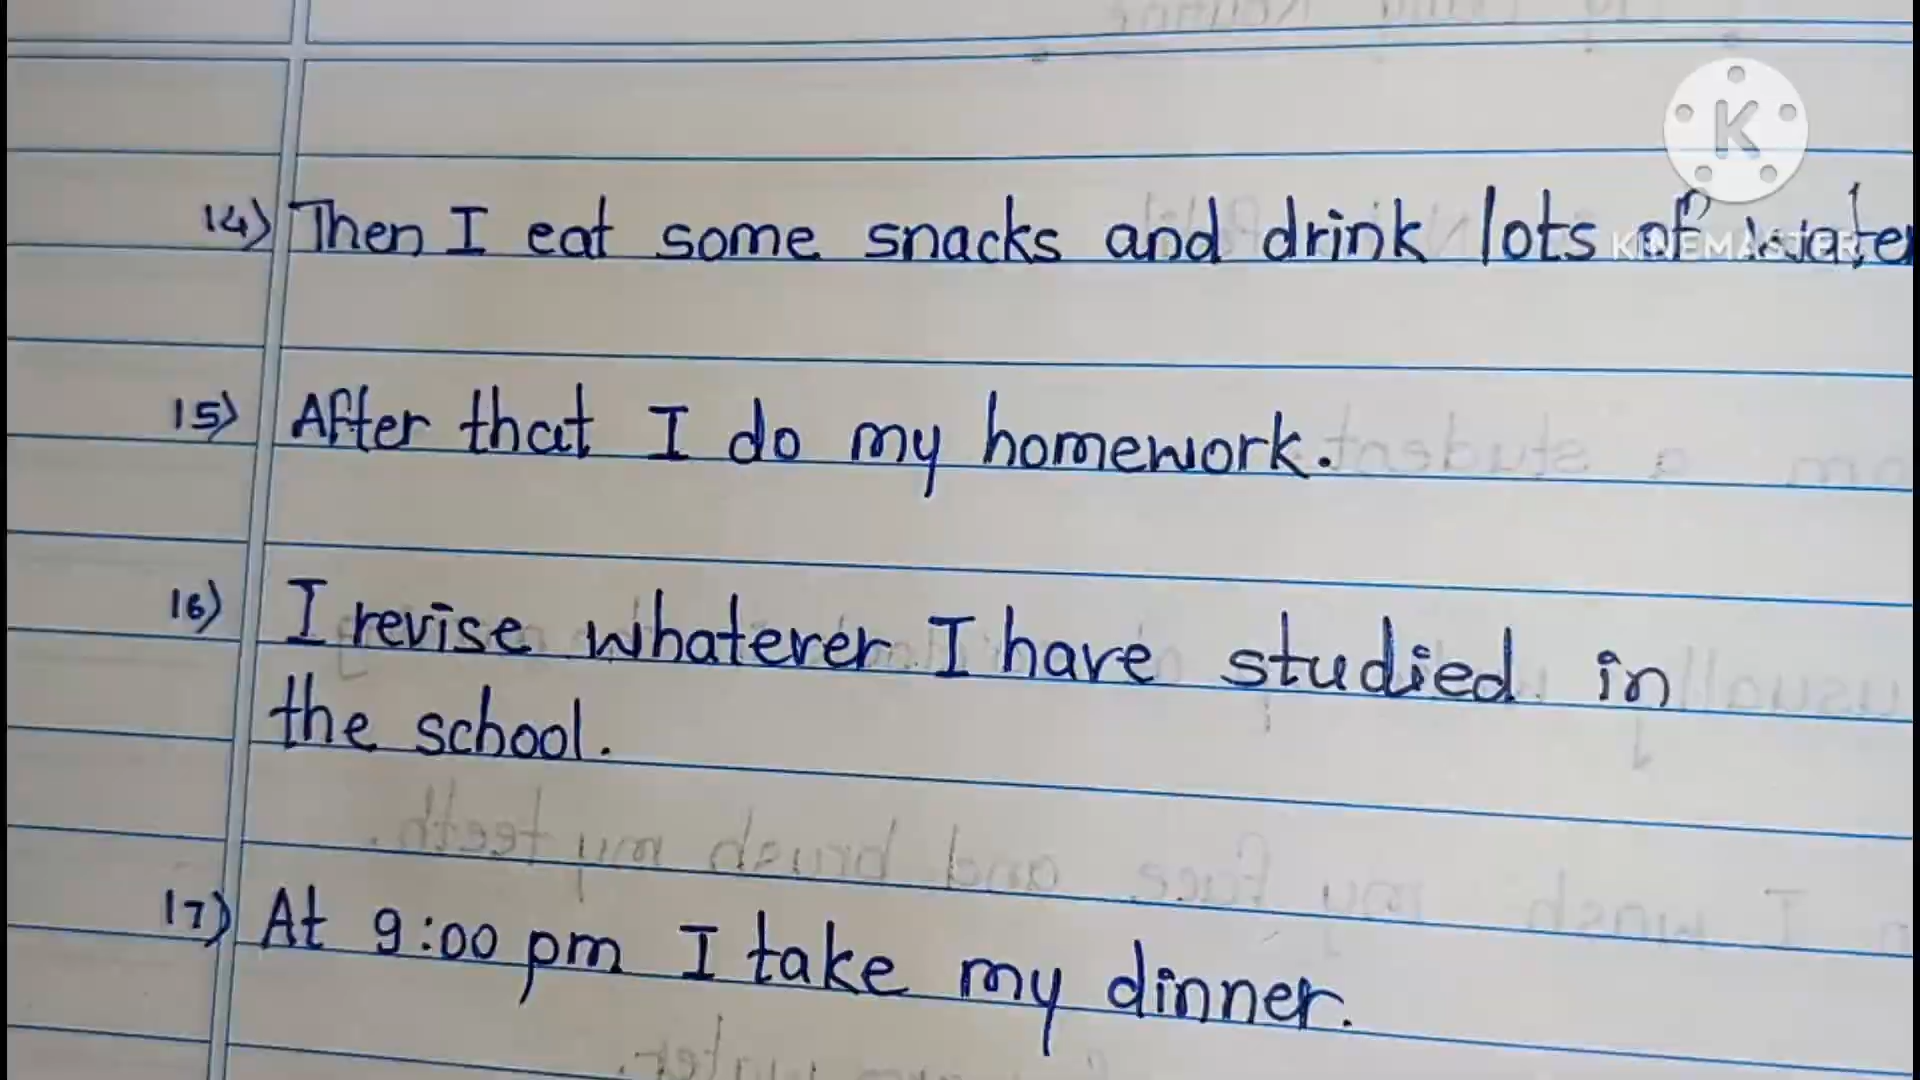 14) Then I eat some snacks and drink lots of water
15) After that I do my homework.
16) I revise whatever I have studied in
the school.
17) At 9:00 pm I take my dinner.
K
KINEMASTER